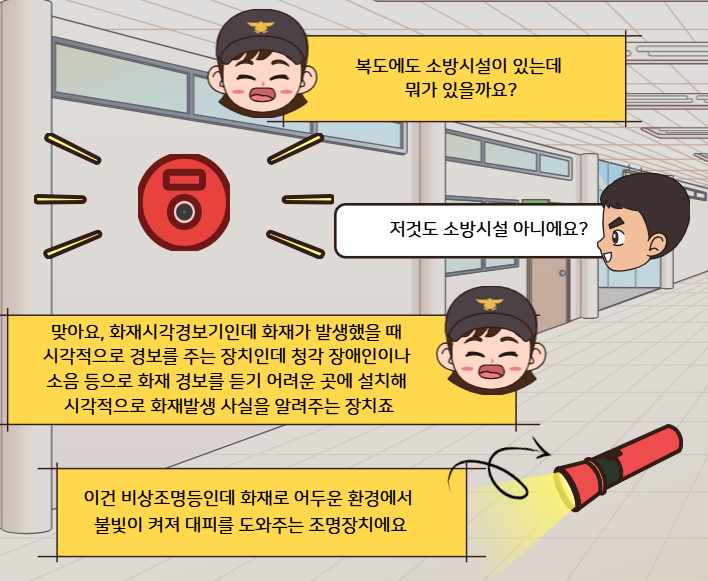 복도에도 소방시설이 있는데
뭐가 있을까요?
저것도 소방시설 아니에요?
맞아요, 화재시각경보기인데 화재가 발생했을 때
시각적으로 경보를 주는 장치인데 청각 장애인이나
소음 등으로 화재 경보를 듣기 어려운 곳에 설치해
시각적으로 화재발생 사실을 알려주는 장치죠
이건 비상조명등인데 화재로 어두운 환경에서
불빛이 켜져 대피를 도와주는 조명장치에요